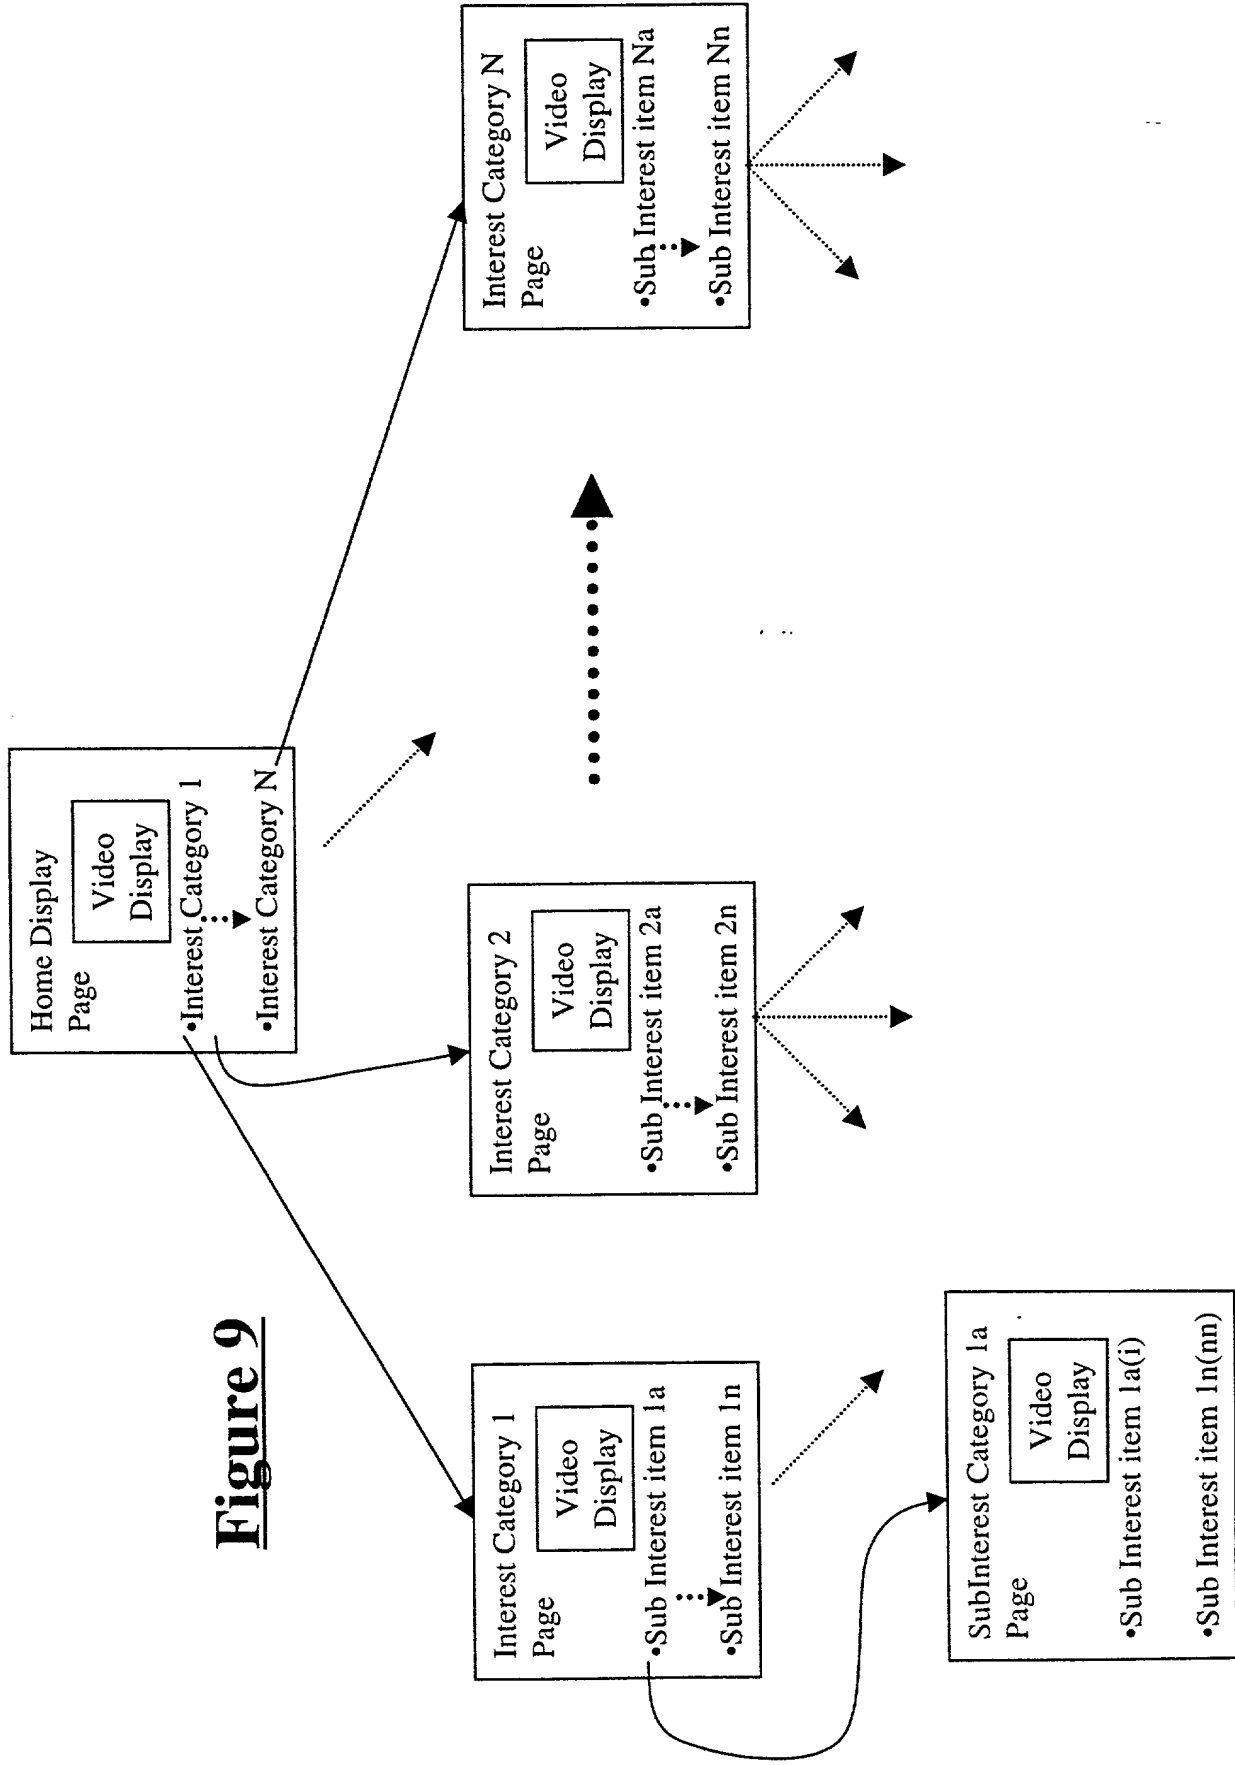 Figure 9
Home Display
Page
Video
Display
•Interest Category 1
•Interest Category N
Interest Category 1
Page
Video
Display
•Sub Interest item 1a
•Sub Interest item 1n
Interest Category 2
Page
Video
Display
•Sub Interest item 2a
•Sub Interest item 2n
Interest Category N
Page
Video
Display
•Sub Interest item Na
•Sub Interest item Nn
SubInterest Category 1a
Page
Video
Display
•Sub Interest item 1a(i)
•Sub Interest item 1n(nn)